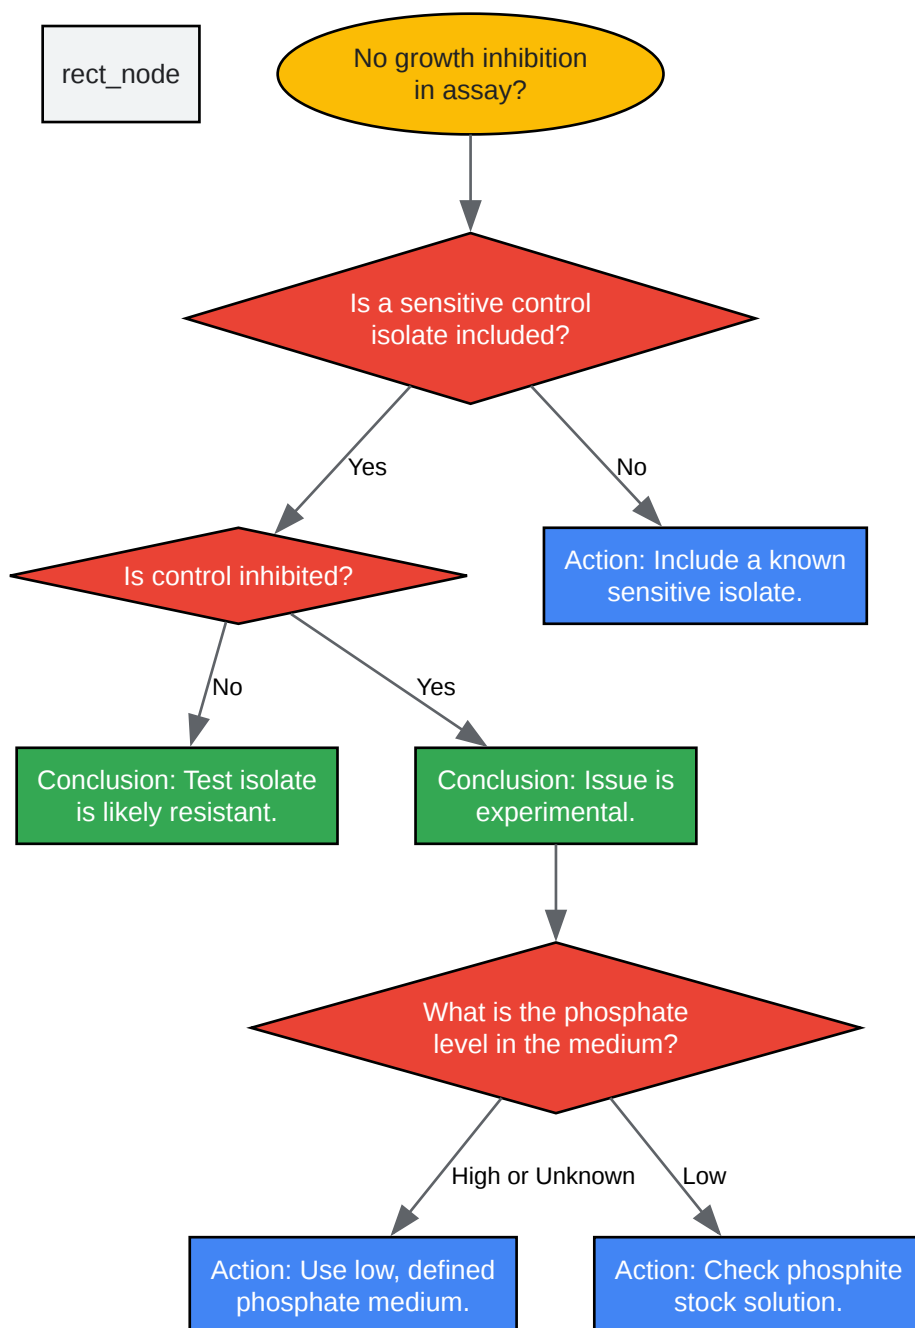 rect_node
No growth inhibition
in assay?
Is a sensitive control
isolate included?
Yes
No
Is control inhibited?
Action: Include a known
sensitive isolate.
No
Yes
Conclusion: Test isolate
is likely resistant.
Conclusion: Issue is
experimental.
What is the phosphate
level in the medium?
High or Unknown
Low
Action: Use low, defined
phosphate medium.
Action: Check phosphite
stock solution.